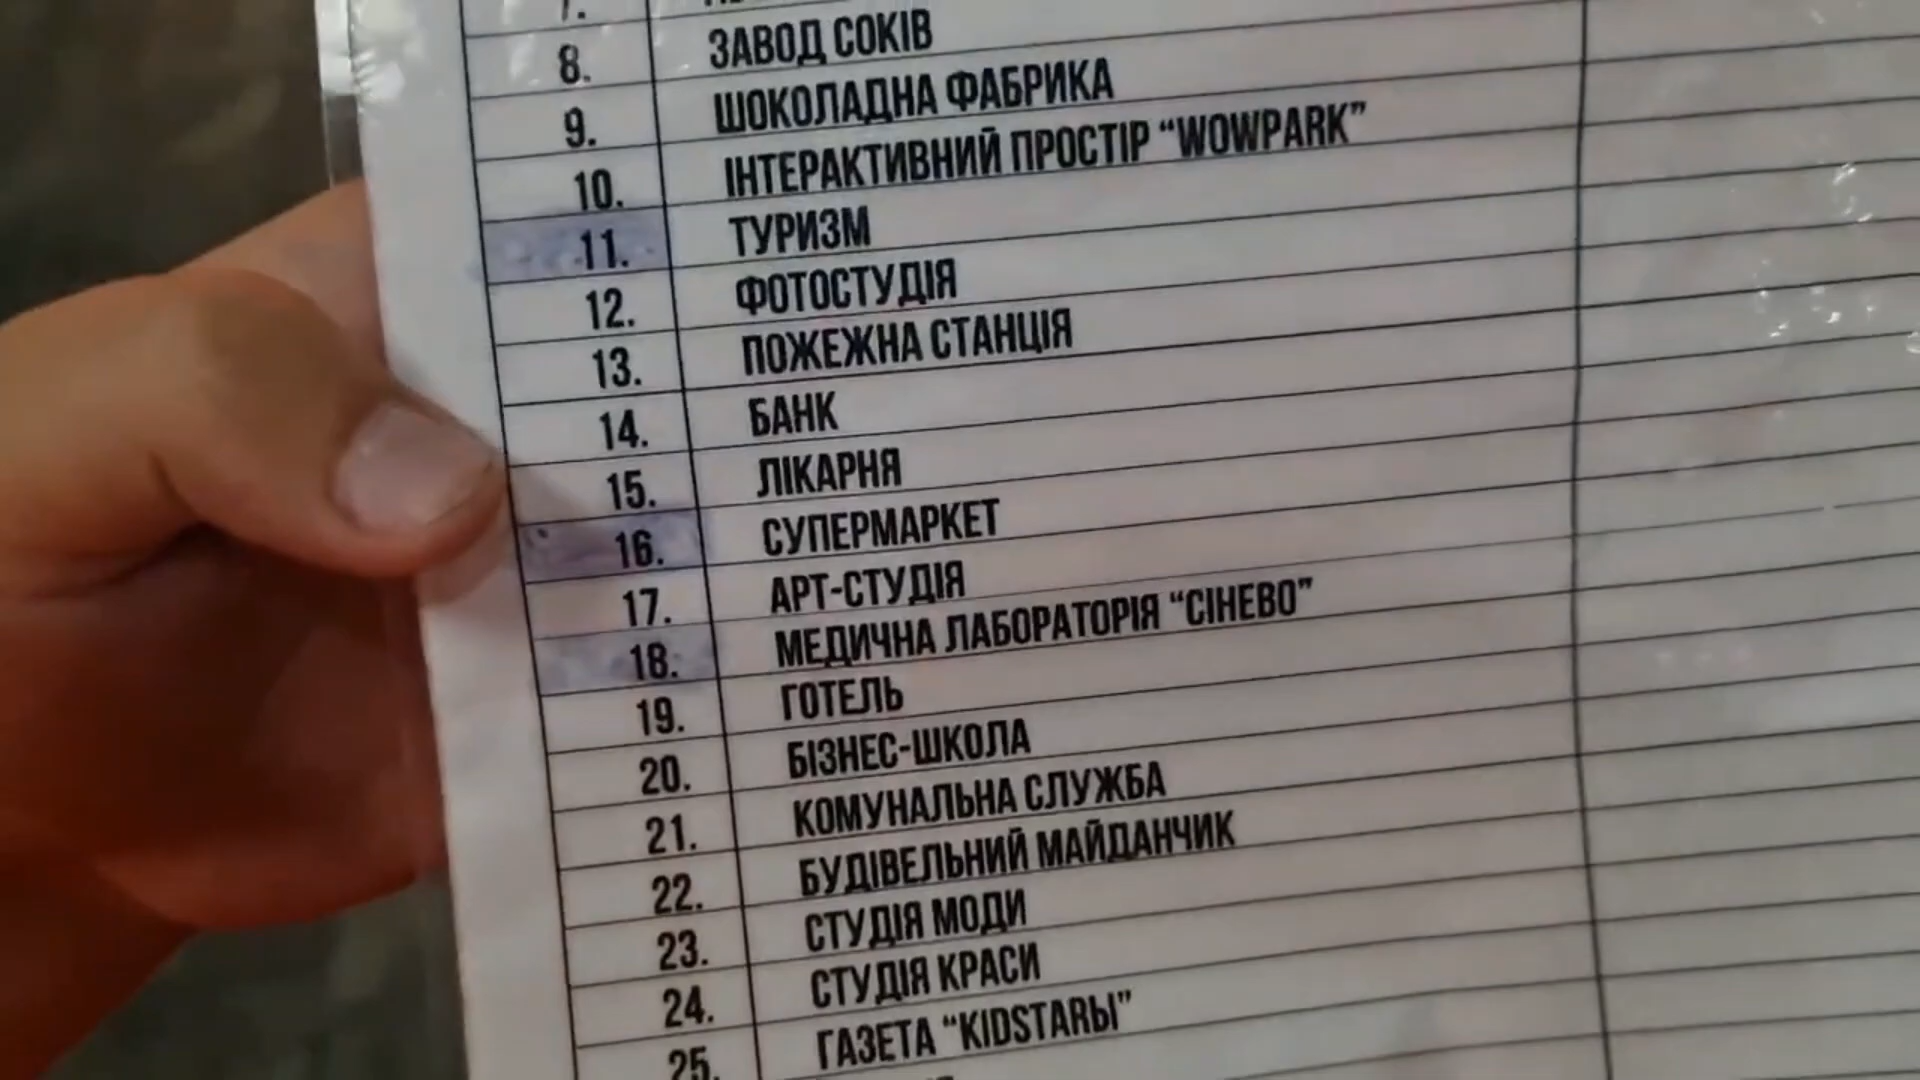 7.
8. ЗАВОД СОКІВ
9. ШОКОЛАДНА ФАБРИКА
10. ІНТЕРАКТИВНИЙ ПРОСТІР “WOWPARK”
11. ТУРИЗМ
12. ФОТОСТУДІЯ
13. ПОЖЕЖНА СТАНЦІЯ
14. БАНК
15. ЛІКАРНЯ
16. СУПЕРМАРКЕТ
17. АРТ-СТУДІЯ
18. МЕДИЧНА ЛАБОРАТОРІЯ “СІНЕВО”
19. ГОТЕЛЬ
20. БІЗНЕС-ШКОЛА
21. КОМУНАЛЬНА СЛУЖБА
22. БУДІВЕЛЬНИЙ МАЙДАНЧИК
23. СТУДІЯ МОДИ
24. СТУДІЯ КРАСИ
25. ГАЗЕТА “KIDSTARЫ”